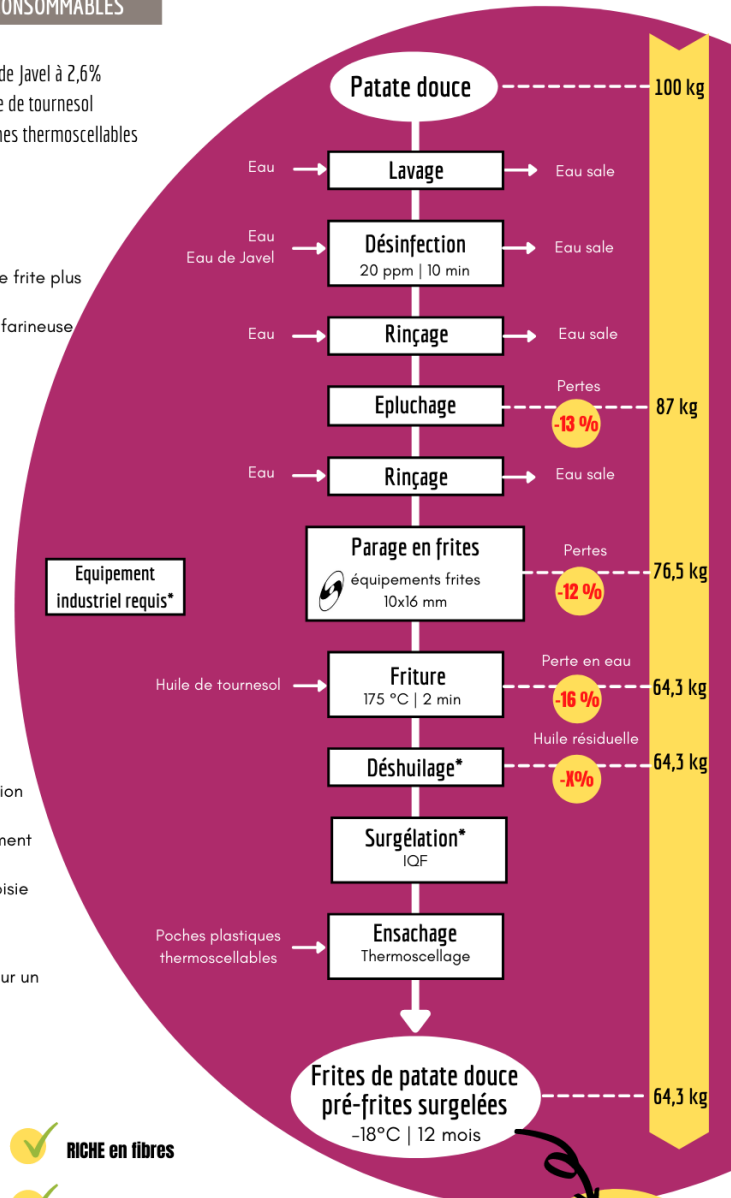 ONSOMMABLES
de Javel à 2,6%
e de tournesol
nes thermoscellables
e frite plus
farineuse
ion
ment
oisie
ur un
RICHE en fibres
Patate douce
100 kg
Eau
Lavage
Eau sale
Eau
Eau de Javel
Désinfection
20 ppm | 10 min
Eau sale
Eau
Rinçage
Eau sale
Epluchage
Pertes
-13 %
87 kg
Eau
Rinçage
Eau sale
Equipement
industriel requis*
Parage en frites
équipements frites
10x16 mm
Pertes
-12 %
76,5 kg
Huile de tournesol
Friture
175 °C | 2 min
Perte en eau
-16 %
64,3 kg
Déshuilage*
Huile résiduelle
-X%
64,3 kg
Surgélation*
IQF
Poches plastiques
thermoscellables
Ensachage
Thermoscellage
Frites de patate douce
pré-frites surgelées
-18°C | 12 mois
64,3 kg